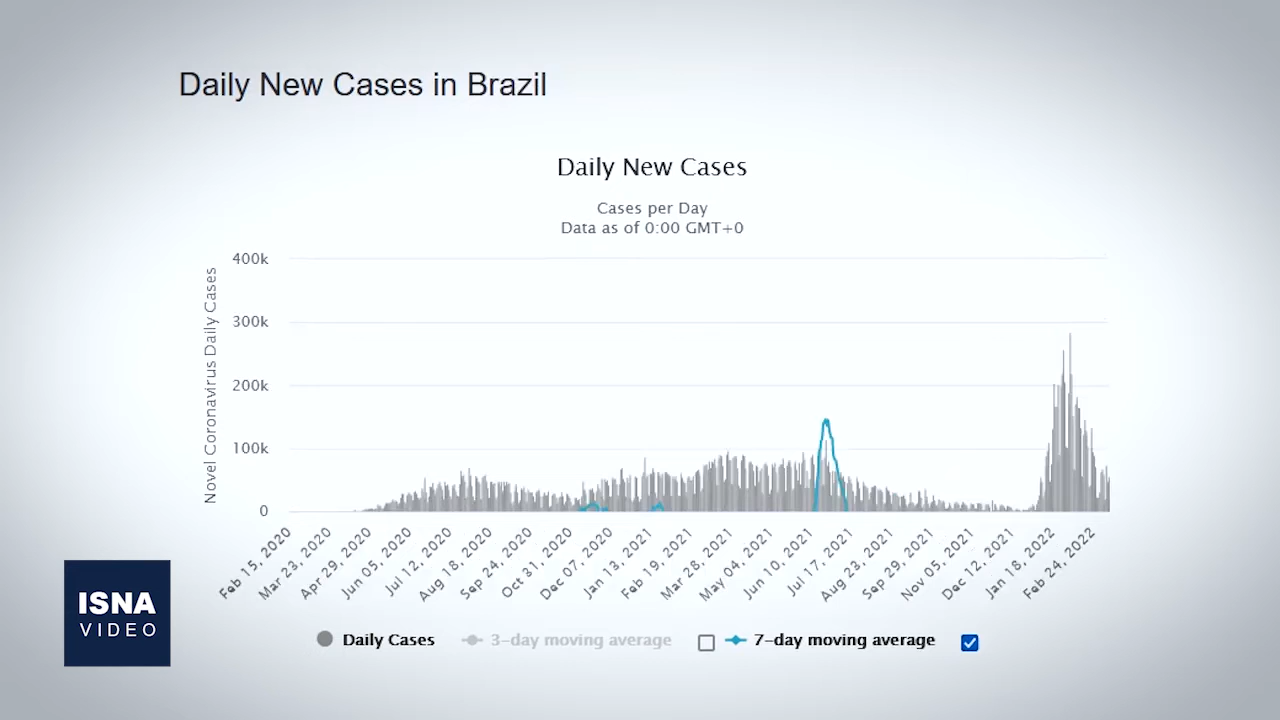 Daily New Cases in Brazil
Daily New Cases
Cases per Day
Data as of 0:00 GMT+0
Novel Coronavirus Daily Cases
400k
300k
200k
100k
0
Feb 15, 2020
Mar 23, 2020
Apr 29, 2020
Jun 05, 2020
Jul 12, 2020
Aug 18, 2020
Sep 24, 2020
Oct 31, 2020
Dec 07, 2020
Jan 13, 2021
Feb 19, 2021
Mar 28, 2021
May 04, 2021
Jun 10, 2021
Jul 17, 2021
Aug 23, 2021
Sep 29, 2021
Nov 05, 2021
Dec 12, 2021
Jan 18, 2022
Feb 24, 2022
Daily Cases
3-day moving average
7-day moving average
ISNA
VIDEO